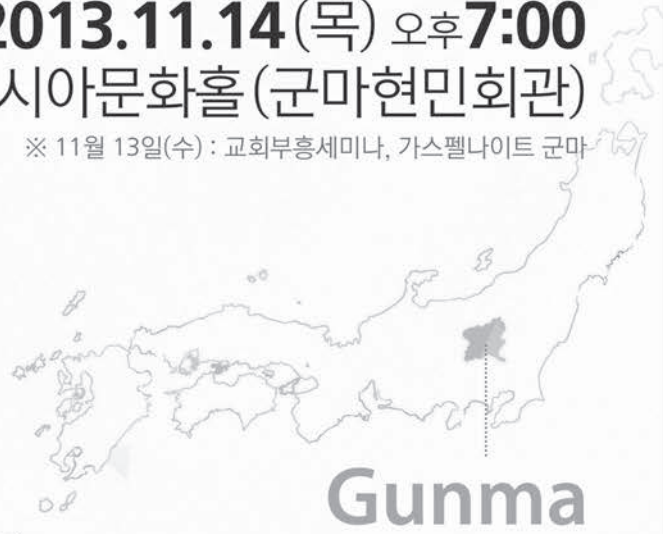 2013.11.14(목) 오후7:00
시아문화홀(군마현민회관)
※ 11월 13일(수) : 교회부흥세미나, 가스펠나이트 군마
Gunma